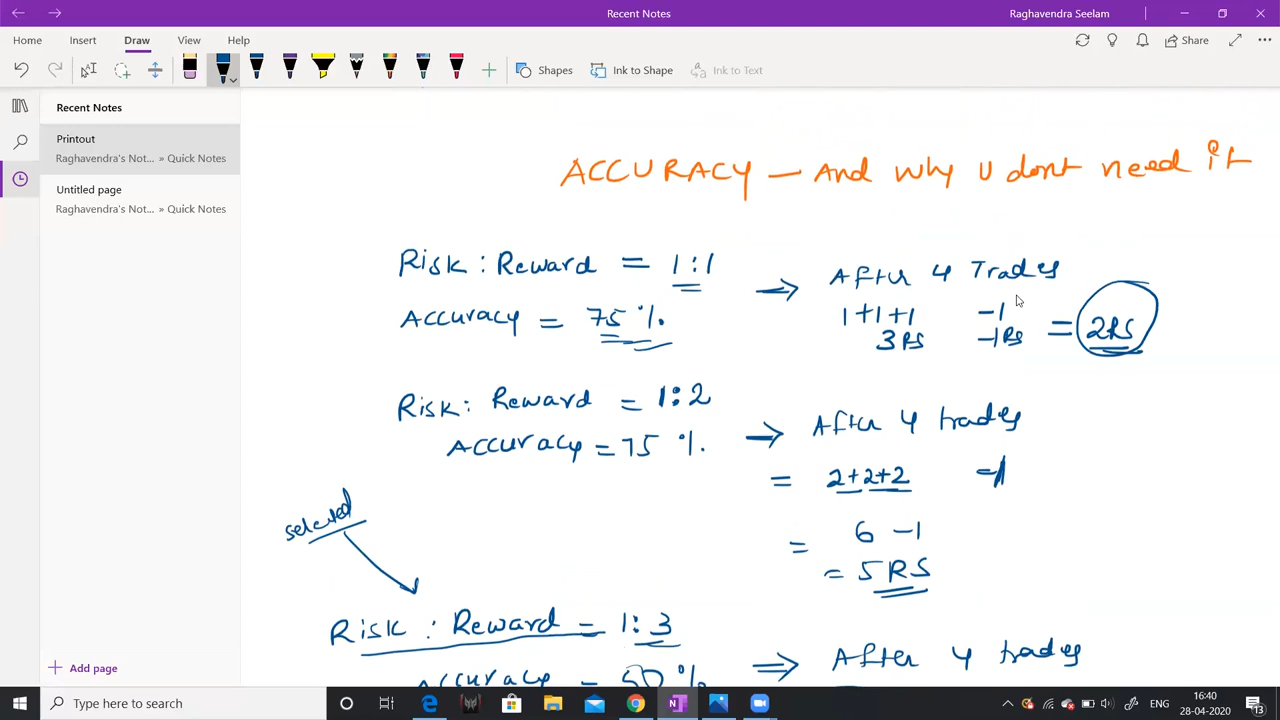 Recent Notes
Raghavendra Seelam
Home Insert Draw View Help
Share
Shapes Ink to Shape Ink to Text
Recent Notes
Printout
Raghavendra's Not... » Quick Notes
Untitled page
Raghavendra's Not... » Quick Notes
Add page
ACCURACY — And why u dont need it
Risk : Reward = 1:1
Accuracy = 75 %.
→ After 4 Trades
1+1+1 -1
3 RS -1Rs = 2RS
Risk : Reward = 1:2
Accuracy = 75 %.
→ After 4 trades
= 2+2+2 -1
= 6 -1
= 5 RS
selected
Risk : Reward = 1: 3
Accuracy = 50 %
⇒ After 4 trades
Type here to search
ENG
16:40
28-04-2020
13